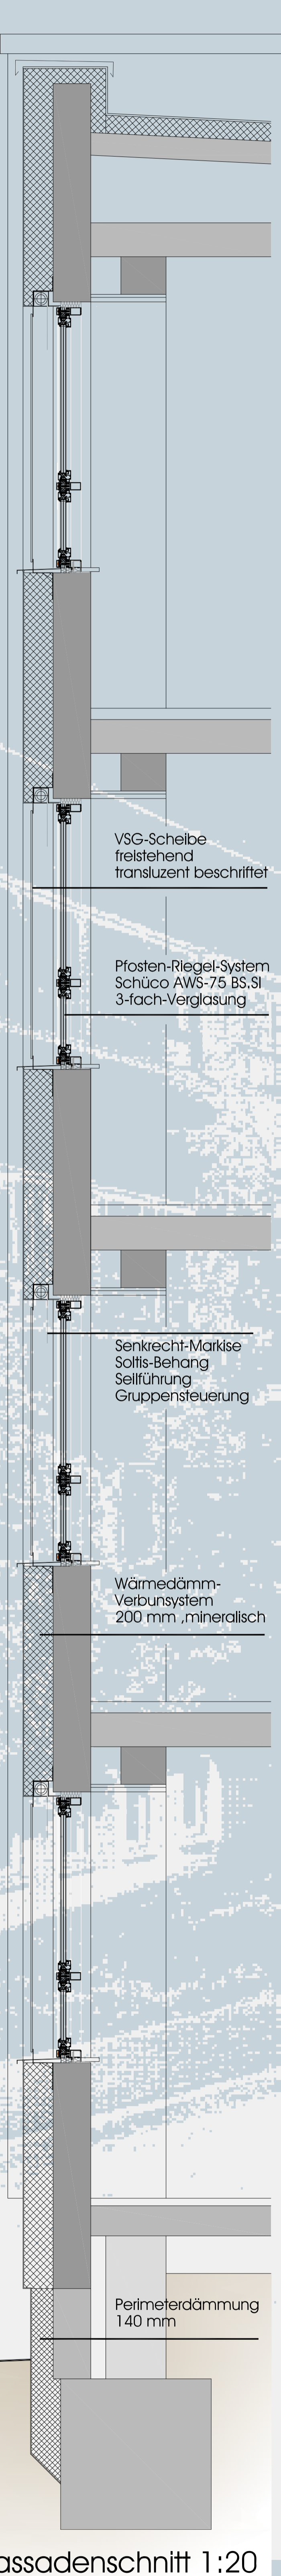 VSG-Scheibe
freistehend
transluzent beschriftet
Pfosten-Riegel-System
Schüco AWS-75 BS.SI
3-fach-Verglasung
Senkrecht-Markise
Soltis-Behang
Seilführung
Gruppensteuerung
Wärmedämm-
Verbunsystem
200 mm ,mineralisch
Perimeterdämmung
140 mm
assadenschnitt 1:20